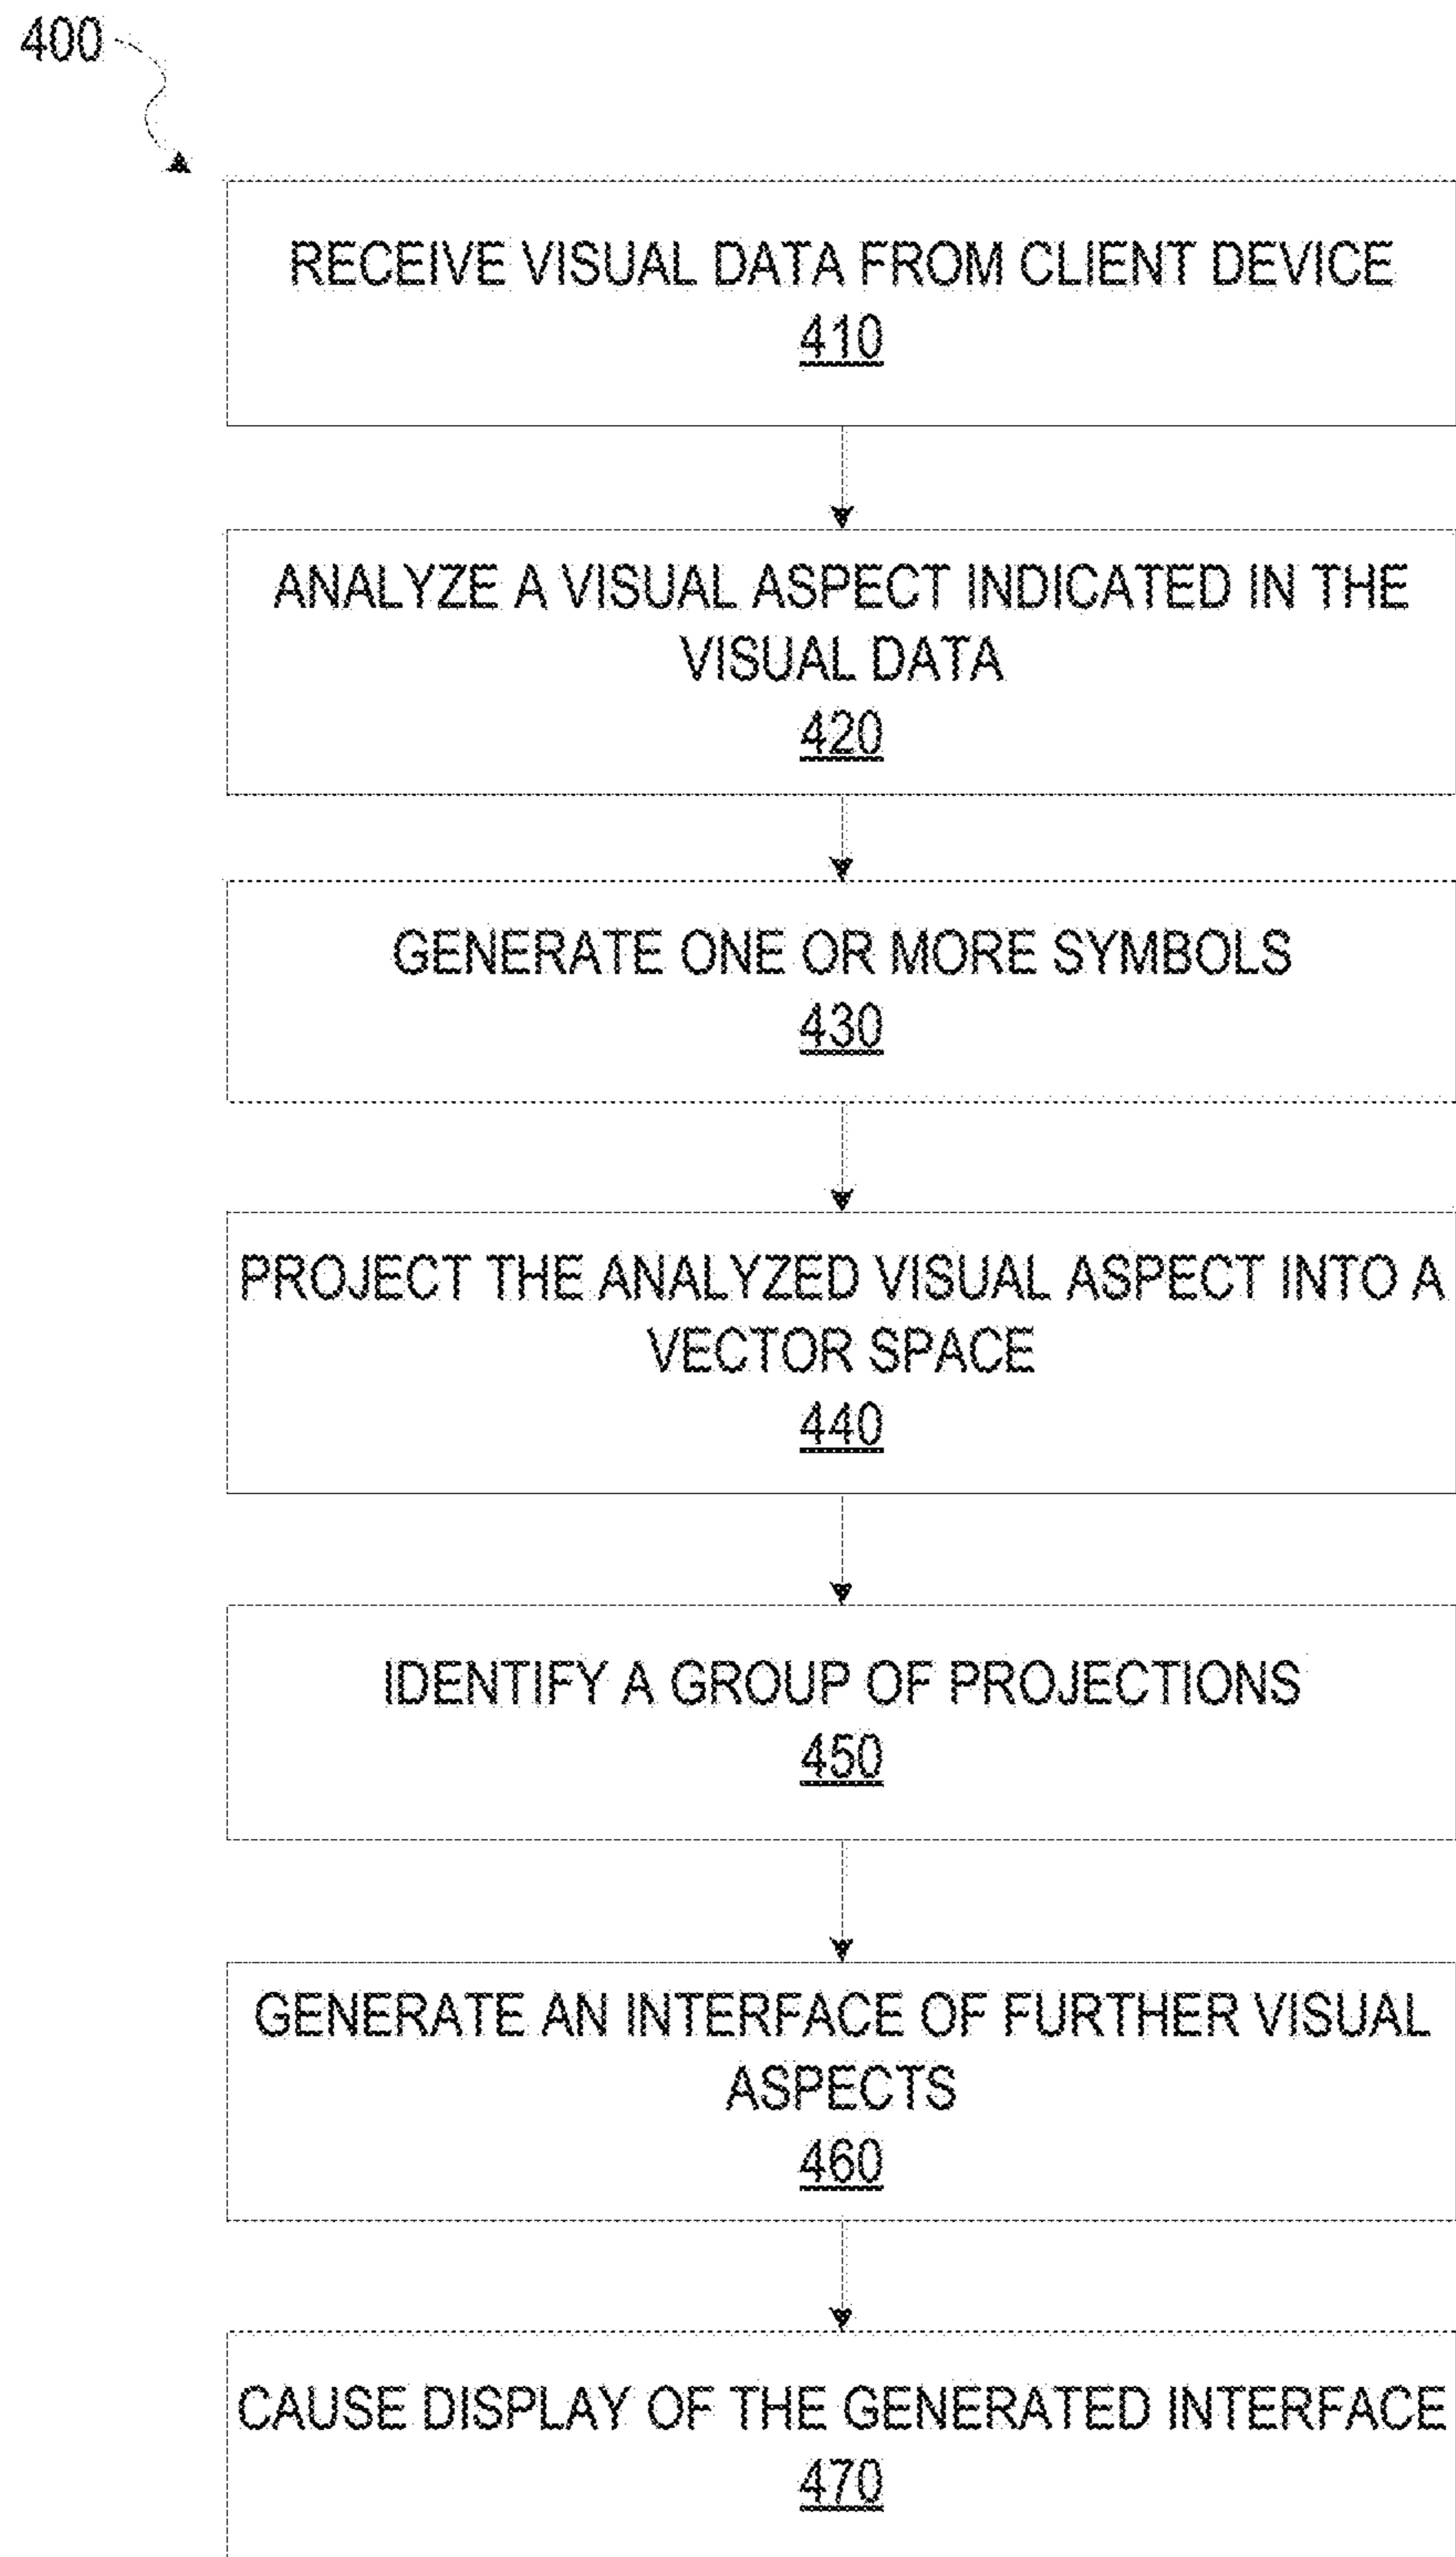 400
RECEIVE VISUAL DATA FROM CLIENT DEVICE
410
ANALYZE A VISUAL ASPECT INDICATED IN THE
VISUAL DATA
420
GENERATE ONE OR MORE SYMBOLS
430
PROJECT THE ANALYZED VISUAL ASPECT INTO A
VECTOR SPACE
440
IDENTIFY A GROUP OF PROJECTIONS
450
GENERATE AN INTERFACE OF FURTHER VISUAL
ASPECTS
460
CAUSE DISPLAY OF THE GENERATED INTERFACE
470